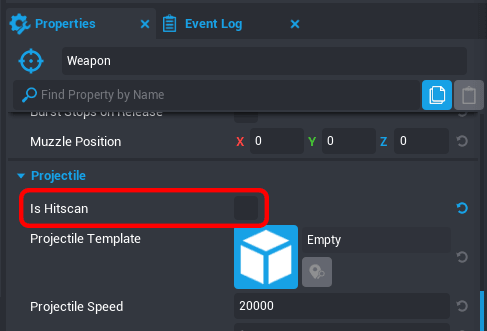 Properties
Event Log
Weapon
Find Property by Name
Burst Stops on Release
Muzzle Position X 0 Y 0 Z 0
Projectile
Is Hitscan
Projectile Template Empty
Projectile Speed 20000